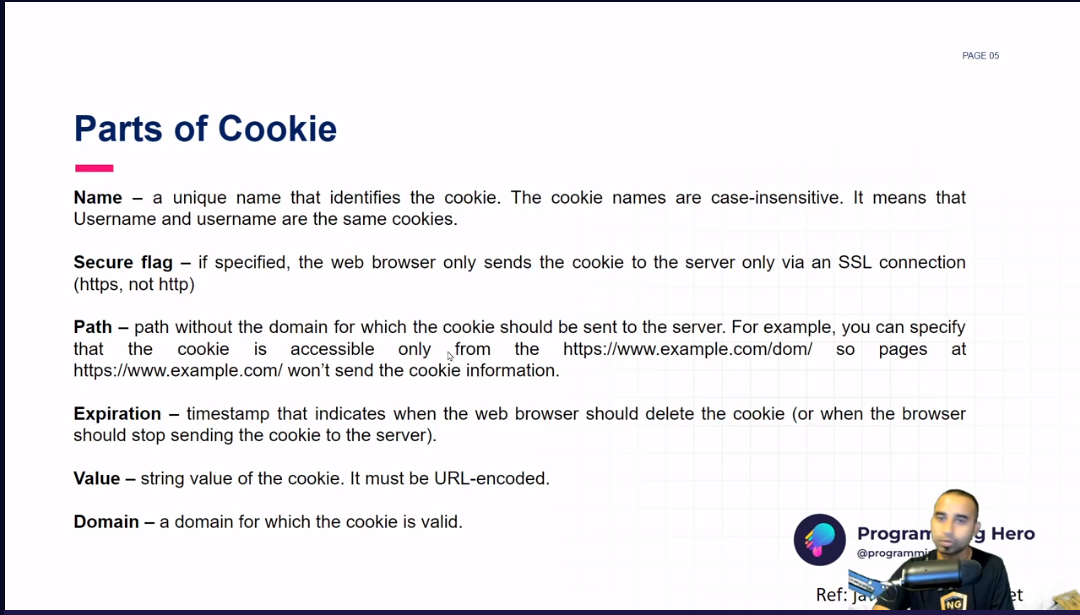 PAGE 05
Parts of Cookie
Name – a unique name that identifies the cookie. The cookie names are case-insensitive. It means that
Username and username are the same cookies.
Secure flag – if specified, the web browser only sends the cookie to the server only via an SSL connection
(https, not http)
Path – path without the domain for which the cookie should be sent to the server. For example, you can specify
that the cookie is accessible only from the https://www.example.com/dom/ so pages at
https://www.example.com/ won’t send the cookie information.
Expiration – timestamp that indicates when the web browser should delete the cookie (or when the browser
should stop sending the cookie to the server).
Value – string value of the cookie. It must be URL-encoded.
Domain – a domain for which the cookie is valid.
Hero
Ref:
NG